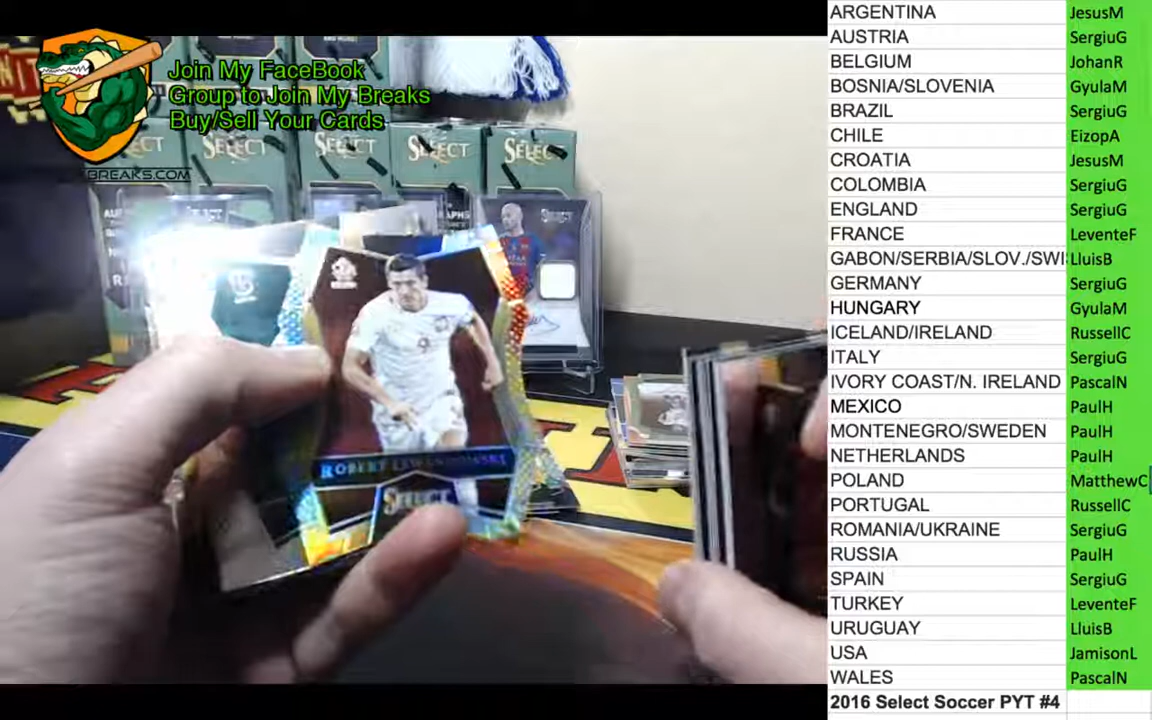 Join My FaceBook
Group to Join My Breaks
Buy/Sell Your Cards
BREAKS.COM
SELECT
SELECT
SELECT
SELECT
ROBERT LEWANDOWSKI
SELECT
ARGENTINA JesusM
AUSTRIA SergiuG
BELGIUM JohanR
BOSNIA/SLOVENIA GyulaM
BRAZIL SergiuG
CHILE EizopA
CROATIA JesusM
COLOMBIA SergiuG
ENGLAND SergiuG
FRANCE LeventeF
GABON/SERBIA/SLOV./SWI LluisB
GERMANY SergiuG
HUNGARY GyulaM
ICELAND/IRELAND RussellC
ITALY SergiuG
IVORY COAST/N. IRELAND PascalN
MEXICO PaulH
MONTENEGRO/SWEDEN PaulH
NETHERLANDS PaulH
POLAND MatthewC
PORTUGAL RussellC
ROMANIA/UKRAINE SergiuG
RUSSIA PaulH
SPAIN SergiuG
TURKEY LeventeF
URUGUAY LluisB
USA JamisonL
WALES PascalN
2016 Select Soccer PYT #4